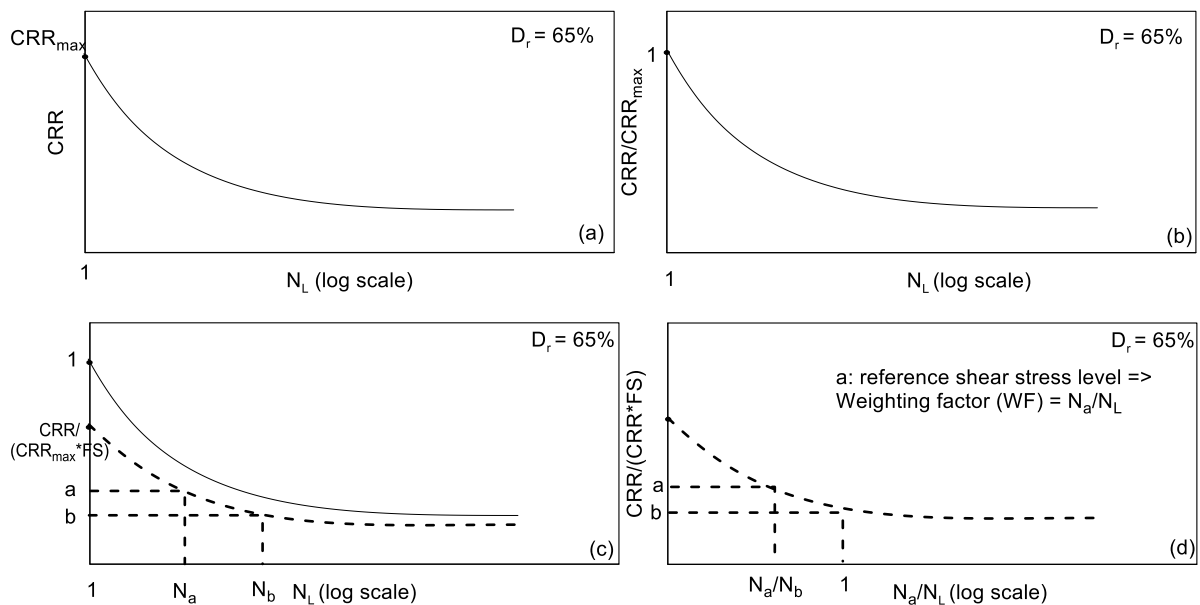 CRRmax
Dr = 65%
CRR
(a)
1
NL (log scale)
1
Dr = 65%
CRR/CRRmax
(b)
1
NL (log scale)
1
Dr = 65%
CRR/
(CRRmax*FS)
a
b
(c)
1
Na
Nb
NL (log scale)
Dr = 65%
a: reference shear stress level =>
Weighting factor (WF) = Na/NL
CRR/(CRR*FS)
a
b
(d)
Na/Nb
1
Na/NL (log scale)